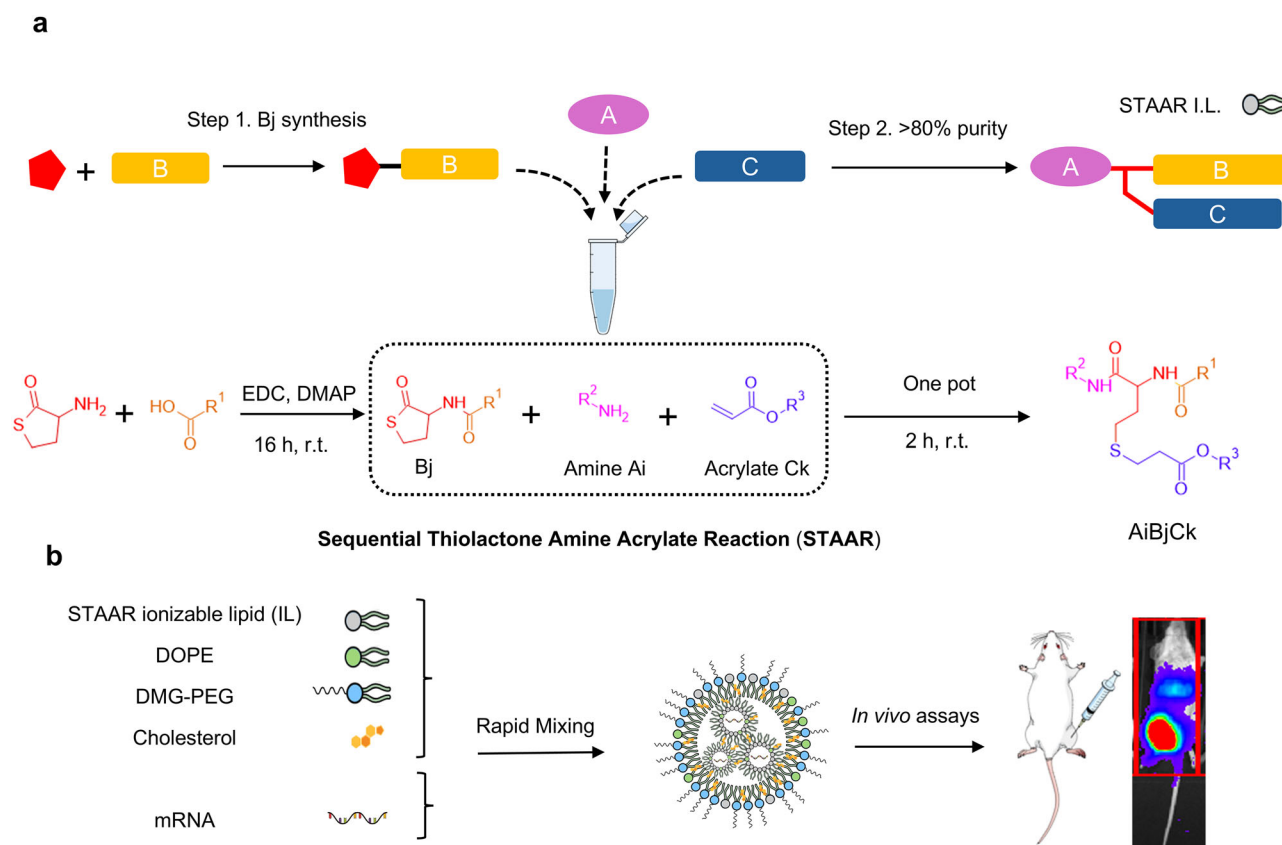 a
Step 1. Bj synthesis
A
Step 2. >80% purity
STAAR I.L.
+
B
B
C
A
B
C
O
NH2
S
+
HO
R1
O
EDC, DMAP
16 h, r.t.
O
H
N
R1
S
O
Bj
+
R2
NH2
Amine Ai
+
O
O
R3
Acrylate Ck
One pot
2 h, r.t.
R2
NH
O
H
N
R1
O
S
O
R3
O
AiBjCk
Sequential Thiolactone Amine Acrylate Reaction (STAAR)
b
STAAR ionizable lipid (IL)
DOPE
DMG-PEG
Cholesterol
mRNA
Rapid Mixing
In vivo assays